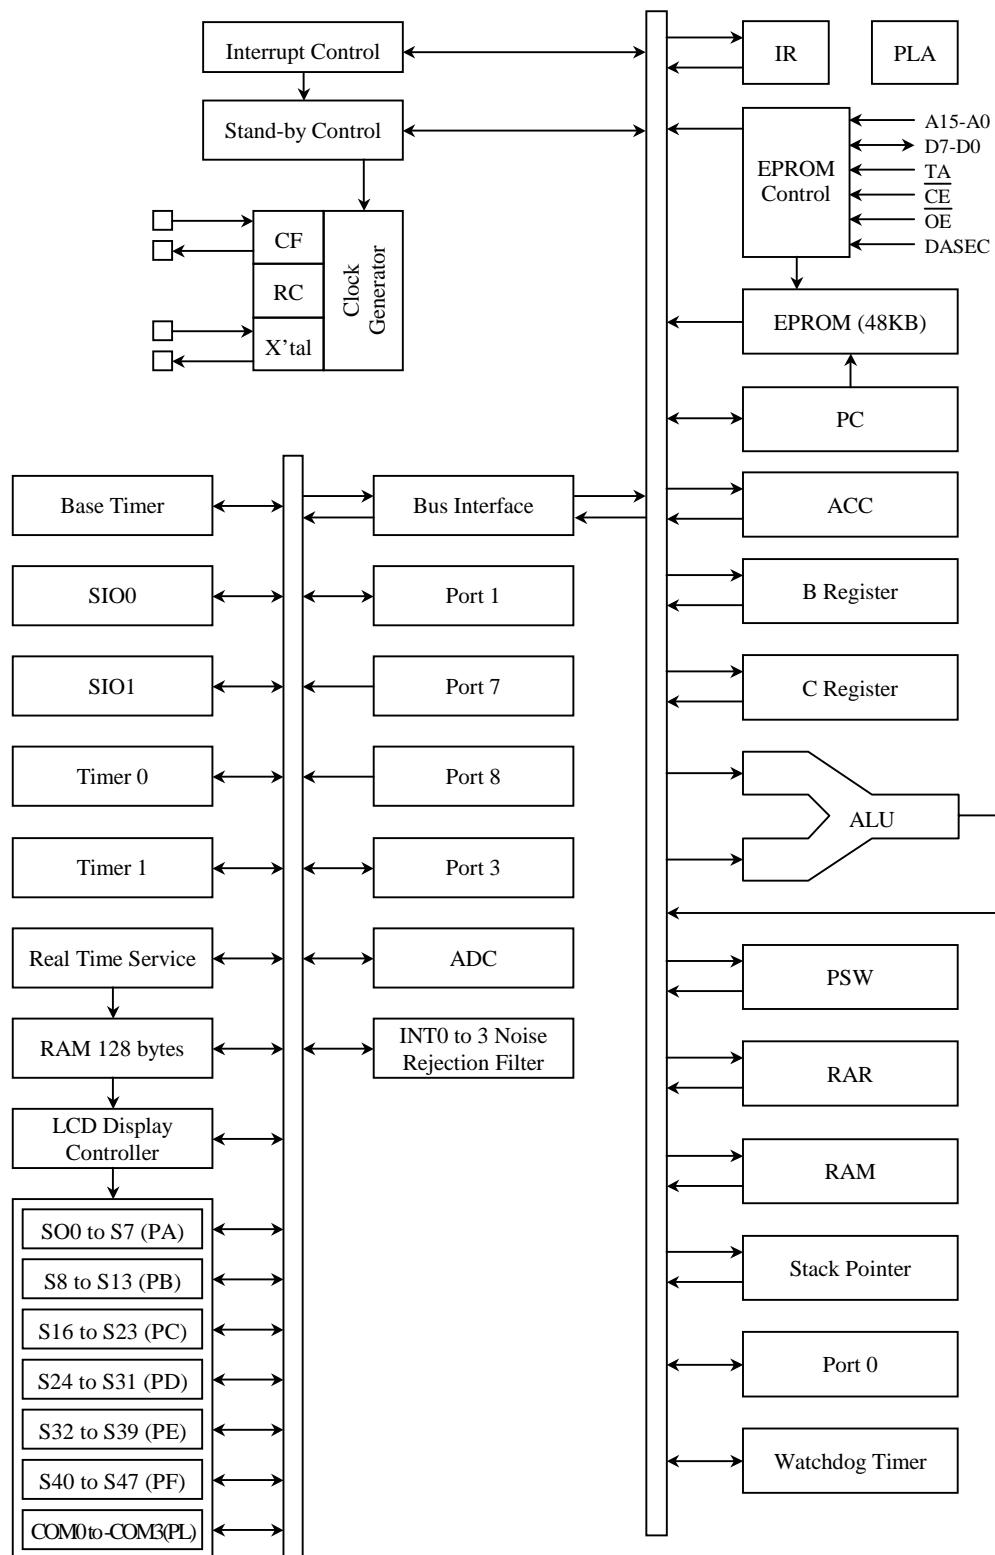 Interrupt Control
IR
PLA
Stand-by Control
EPROM
Control
A15-A0
D7-D0
TA
CE
OE
DASEC
CF
RC
X'tal
Clock
Generator
EPROM (48KB)
PC
Base Timer
Bus Interface
ACC
SIO0
Port 1
B Register
SIO1
Port 7
C Register
Timer 0
Port 8
ALU
Timer 1
Port 3
Real Time Service
ADC
PSW
RAM 128 bytes
INT0 to 3 Noise
Rejection Filter
RAR
LCD Display
Controller
RAM
SO0 to S7 (PA)
S8 to S13 (PB)
Stack Pointer
S16 to S23 (PC)
S24 to S31 (PD)
Port 0
S32 to S39 (PE)
S40 to S47 (PF)
Watchdog Timer
COM0 to -COM3 (PL)